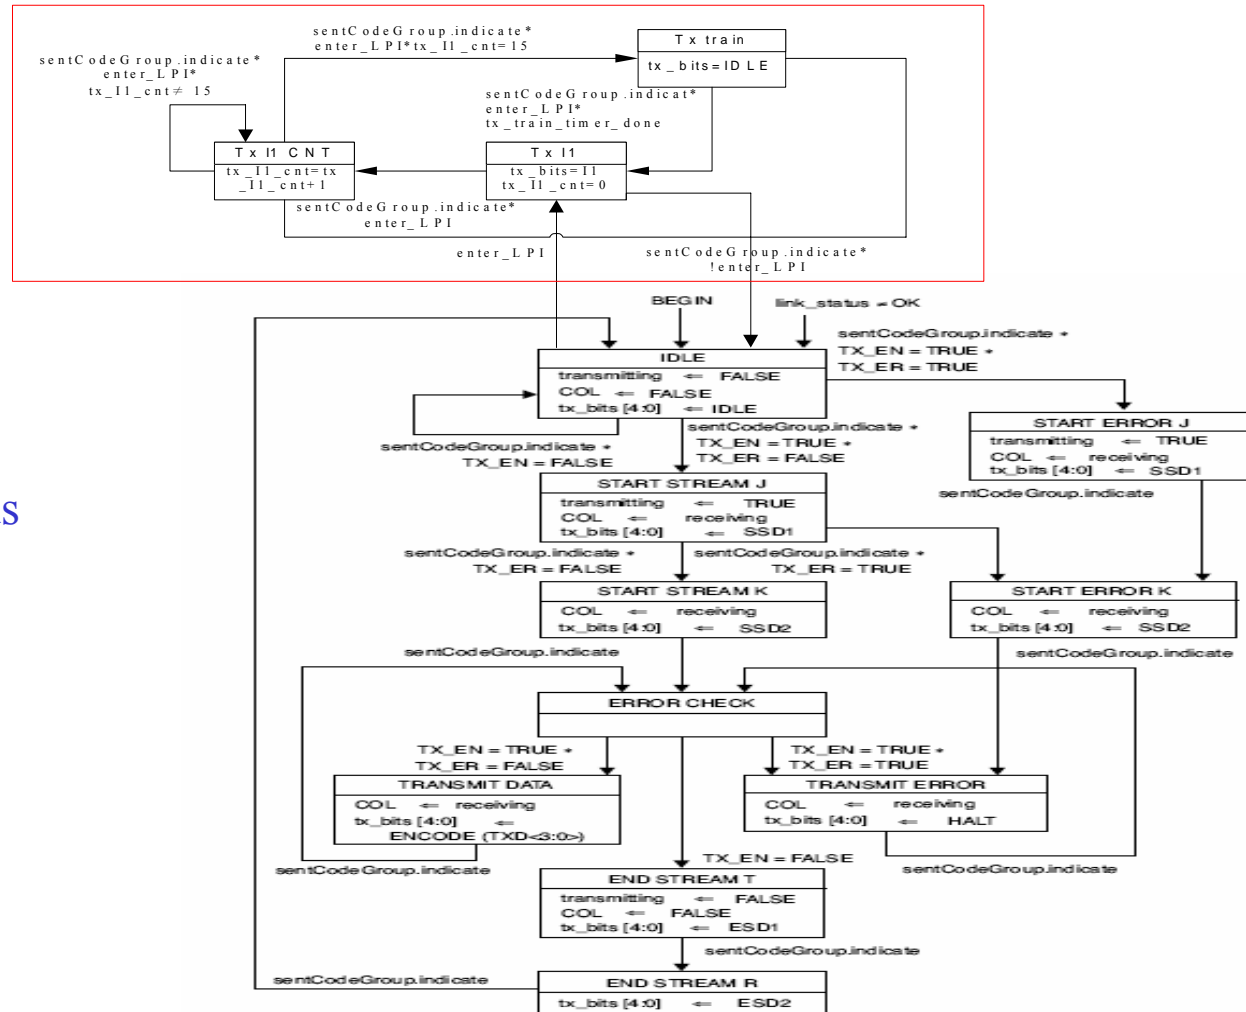 sentCodeGroup.indicate*
enter_LPI*tx_I1_cnt=15
Tx train
tx_bits=IDLE
sentCodeGroup.indicate*
enter_LPI*
tx_I1_cnt≠ 15
sentCodeGroup.indicat*
enter_LPI*
tx_train_timer_done
Tx I1 CNT
tx_I1_cnt=tx
_I1_cnt+1
Tx I1
tx_bits=I1
tx_I1_cnt=0
sentCodeGroup.indicate*
enter_LPI
enter_LPI
sentCodeGroup.indicate*
!enter_LPI
BEGIN
link_status ≠ OK
sentCodeGroup.indicate *
TX_EN = TRUE *
TX_ER = TRUE
IDLE
transmitting ⇐ FALSE
COL ⇐ FALSE
tx_bits [4:0] ⇐ IDLE
sentCodeGroup.indicate *
TX_EN = FALSE
sentCodeGroup.indicate *
TX_EN = TRUE *
TX_ER = FALSE
START ERROR J
transmitting ⇐ TRUE
COL ⇐ receiving
tx_bits [4:0] ⇐ SSD1
sentCodeGroup.indicate
START STREAM J
transmitting ⇐ TRUE
COL ⇐ receiving
tx_bits [4:0] ⇐ SSD1
sentCodeGroup.indicate *
TX_ER = FALSE
sentCodeGroup.indicate *
TX_ER = TRUE
START STREAM K
COL ⇐ receiving
tx_bits [4:0] ⇐ SSD2
START ERROR K
COL ⇐ receiving
tx_bits [4:0] ⇐ SSD2
sentCodeGroup.indicate
sentCodeGroup.indicate
ERROR CHECK
TX_EN = TRUE *
TX_ER = FALSE
TX_EN = TRUE *
TX_ER = TRUE
TRANSMIT DATA
COL ⇐ receiving
tx_bits [4:0] ⇐
ENCODE (TXD<3:0>)
TRANSMIT ERROR
COL ⇐ receiving
tx_bits [4:0] ⇐ HALT
sentCodeGroup.indicate
TX_EN = FALSE
sentCodeGroup.indicate
END STREAM T
transmitting ⇐ FALSE
COL ⇐ FALSE
tx_bits [4:0] ⇐ ESD1
sentCodeGroup.indicate
sentCodeGroup.indicate
END STREAM R
tx_bits [4:0] ⇐ ESD2